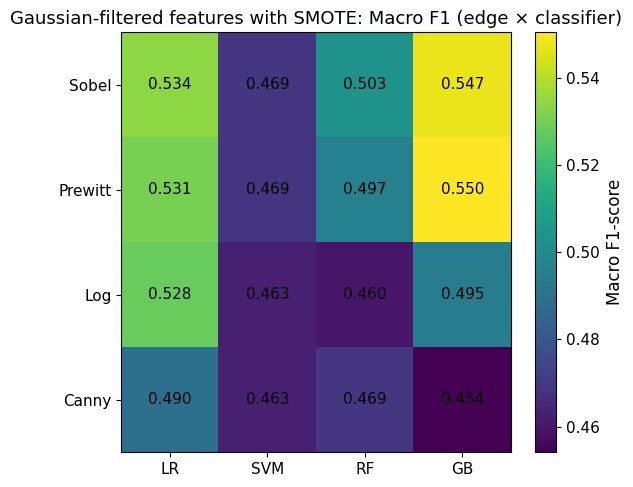 Gaussian-filtered features with SMOTE: Macro F1 (edge × classifier)
Sobel 0.534 0.469 0.503 0.547
Prewitt 0.531 0.469 0.497 0.550
Log 0.528 0.463 0.460 0.495
Canny 0.490 0.463 0.469 0.454
LR SVM RF GB
0.54
0.52
0.50
0.48
0.46
Macro F1-score